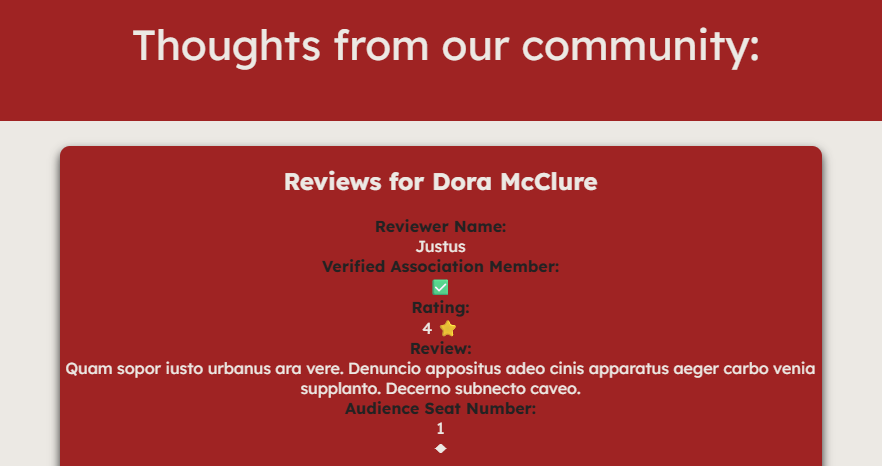 Thoughts from our community:
Reviews for Dora McClure
Reviewer Name:
Justus
Verified Association Member:
✅
Rating:
4 ⭐
Review:
Quam sopor iusto urbanus ara vere. Denuncio appositus adeo cinis apparatus aeger carbo venia
supplanto. Decerno subnecto caveo.
Audience Seat Number:
1